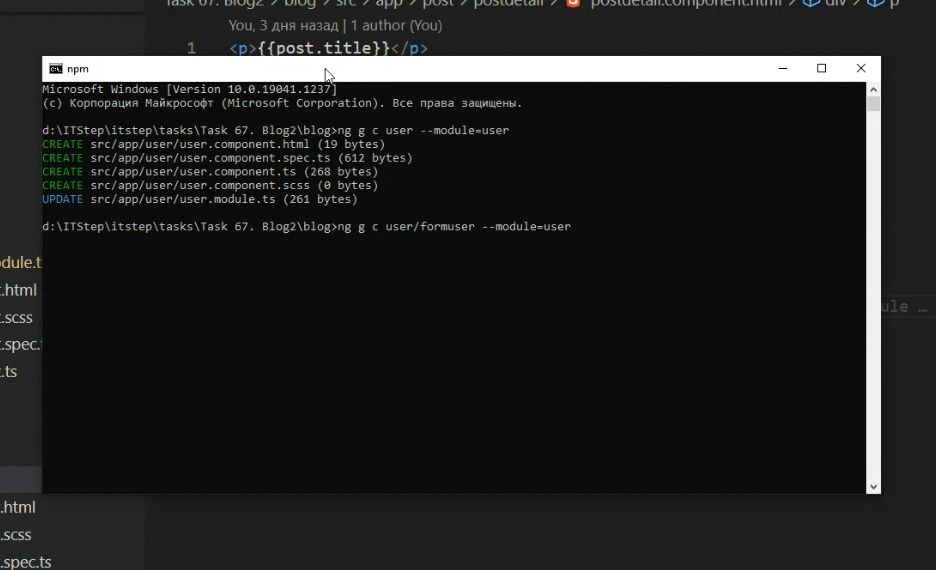 Task 67. Blog2 > blog > src > app > post > postdetail > postdetail.component.html > div > p
You, 3 дня назад | 1 author (You)
1 <p>{{post.title}}</p>
npm
Microsoft Windows [Version 10.0.19041.1237]
(c) Корпорация Майкрософт (Microsoft Corporation). Все права защищены.
d:\ITStep\itstep\tasks\Task 67. Blog2\blog>ng g c user --module=user
CREATE src/app/user/user.component.html (19 bytes)
CREATE src/app/user/user.component.spec.ts (612 bytes)
CREATE src/app/user/user.component.ts (268 bytes)
CREATE src/app/user/user.component.scss (0 bytes)
UPDATE src/app/user/user.module.ts (261 bytes)
d:\ITStep\itstep\tasks\Task 67. Blog2\blog>ng g c user/formuser --module=user
dule.t
.html
ule …
.scss
.spec.
.ts
.html
.scss
.spec.ts